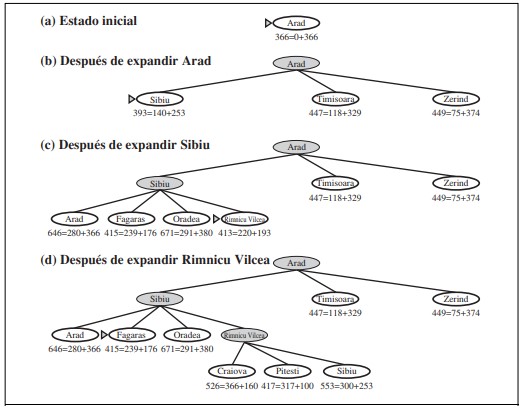 (a) Estado inicial
Arad
366=0+366
(b) Después de expandir Arad
Arad
Sibiu
Timisoara
Zerind
393=140+253
447=118+329
449=75+374
(c) Después de expandir Sibiu
Arad
Sibiu
Timisoara
Zerind
447=118+329
449=75+374
Arad
Fagaras
Oradea
Rimnicu Vilcea
646=280+366
415=239+176
671=291+380
413=220+193
(d) Después de expandir Rimnicu Vilcea
Arad
Sibiu
Timisoara
Zerind
447=118+329
449=75+374
Arad
Fagaras
Oradea
Rimnicu Vilcea
646=280+366
415=239+176
671=291+380
Craiova
Pitesti
Sibiu
526=366+160
417=317+100
553=300+253